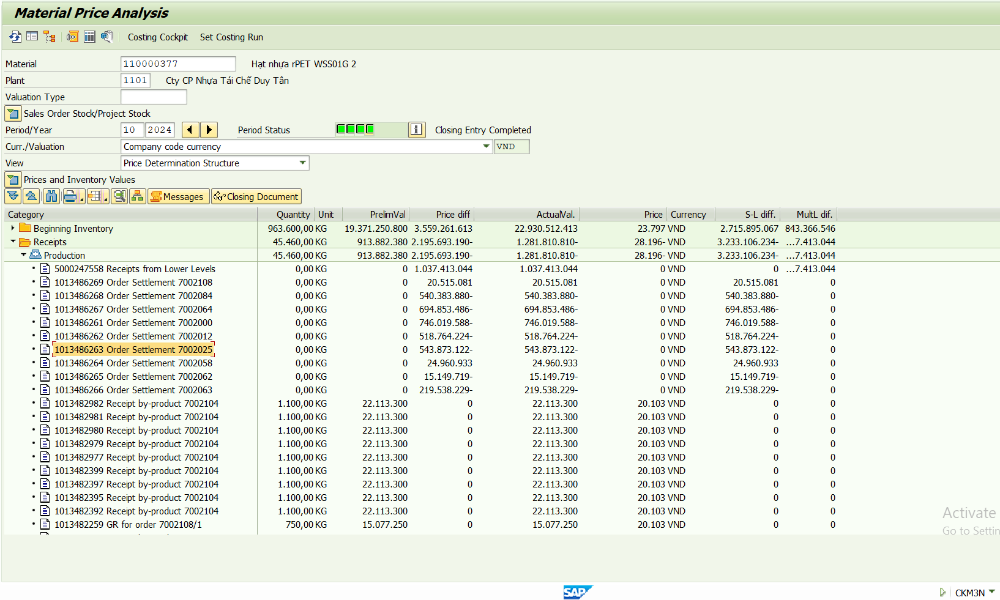 Material Price Analysis
Costing Cockpit Set Costing Run
Material 110000377 Hạt nhựa rPET WSS01G 2
Plant 1101 Cty CP Nhựa Tái Chế Duy Tân
Valuation Type
Sales Order Stock/Project Stock
Period/Year 10 2024 Period Status Closing Entry Completed
Curr./Valuation Company code currency VND
View Price Determination Structure
Prices and Inventory Values
Messages Closing Document
Category Quantity Unit PrelimVal Price diff ActualVal. Price Currency S-L diff. MultL dif.
Beginning Inventory 963.600,00 KG 19.371.250.800 3.559.261.613 22.930.512.413 23.797 VND 2.715.895.067 843.366.546
Receipts 45.460,00 KG 913.882.380 2.195.693.190- 1.281.810.810- 28.196- VND 3.233.106.234- ...7.413.044
Production 45.460,00 KG 913.882.380 2.195.693.190- 1.281.810.810- 28.196- VND 3.233.106.234- ...7.413.044
5000247558 Receipts from Lower Levels 0,00 KG 0 1.037.413.044 1.037.413.044 0 VND 0 ...7.413.044
1013486269 Order Settlement 7002108 0,00 KG 0 20.515.081 20.515.081 0 VND 20.515.081 0
1013486268 Order Settlement 7002084 0,00 KG 0 540.383.880- 540.383.880- 0 VND 540.383.880- 0
1013486267 Order Settlement 7002064 0,00 KG 0 694.853.486- 694.853.486- 0 VND 694.853.486- 0
1013486261 Order Settlement 7002000 0,00 KG 0 746.019.588- 746.019.588- 0 VND 746.019.588- 0
1013486262 Order Settlement 7002012 0,00 KG 0 518.764.224- 518.764.224- 0 VND 518.764.224- 0
1013486263 Order Settlement 7002025 0,00 KG 0 543.873.122- 543.873.122- 0 VND 543.873.122- 0
1013486264 Order Settlement 7002058 0,00 KG 0 24.960.933 24.960.933 0 VND 24.960.933 0
1013486265 Order Settlement 7002062 0,00 KG 0 15.149.719- 15.149.719- 0 VND 15.149.719- 0
1013486266 Order Settlement 7002063 0,00 KG 0 219.538.229- 219.538.229- 0 VND 219.538.229- 0
1013482982 Receipt by-product 7002104 1.100,00 KG 22.113.300 0 22.113.300 20.103 VND 0 0
1013482981 Receipt by-product 7002104 1.100,00 KG 22.113.300 0 22.113.300 20.103 VND 0 0
1013482980 Receipt by-product 7002104 1.100,00 KG 22.113.300 0 22.113.300 20.103 VND 0 0
1013482979 Receipt by-product 7002104 1.100,00 KG 22.113.300 0 22.113.300 20.103 VND 0 0
1013482977 Receipt by-product 7002104 1.100,00 KG 22.113.300 0 22.113.300 20.103 VND 0 0
1013482399 Receipt by-product 7002104 1.100,00 KG 22.113.300 0 22.113.300 20.103 VND 0 0
1013482397 Receipt by-product 7002104 1.100,00 KG 22.113.300 0 22.113.300 20.103 VND 0 0
1013482395 Receipt by-product 7002104 1.100,00 KG 22.113.300 0 22.113.300 20.103 VND 0 0
1013482392 Receipt by-product 7002104 1.100,00 KG 22.113.300 0 22.113.300 20.103 VND 0 0
1013482259 GR for order 7002108/1 750,00 KG 15.077.250 0 15.077.250 20.103 VND 0 0
Activate
Go to Settin
SAP
CKM3N